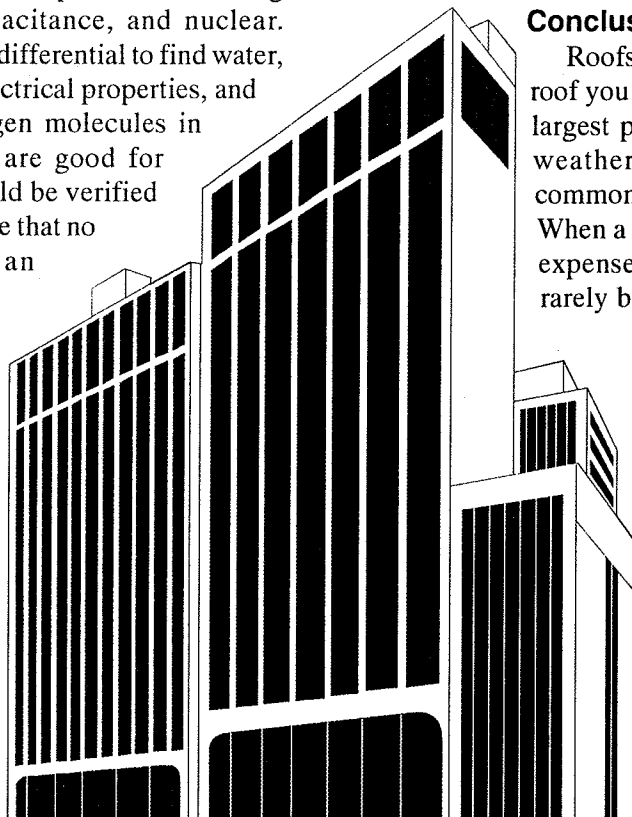 acitance, and nuclear.
differential to find water,
ctrical properties, and
gen molecules in
are good for
ld be verified
e that no
an
Conclus
Roofs
roof you
largest p
weather
common
When a
expense
rarely b